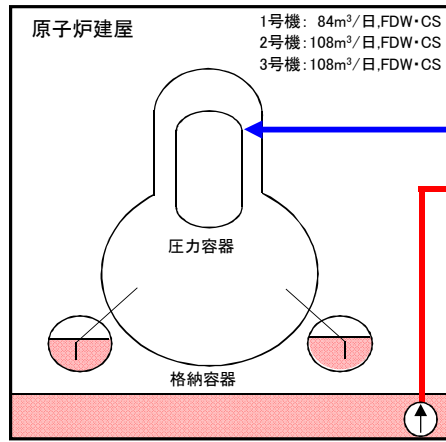 原子炉建屋
1号機: 84m³/日,FDW・CS
2号機:108m³/日,FDW・CS
3号機:108m³/日,FDW・CS
圧力容器
格納容器